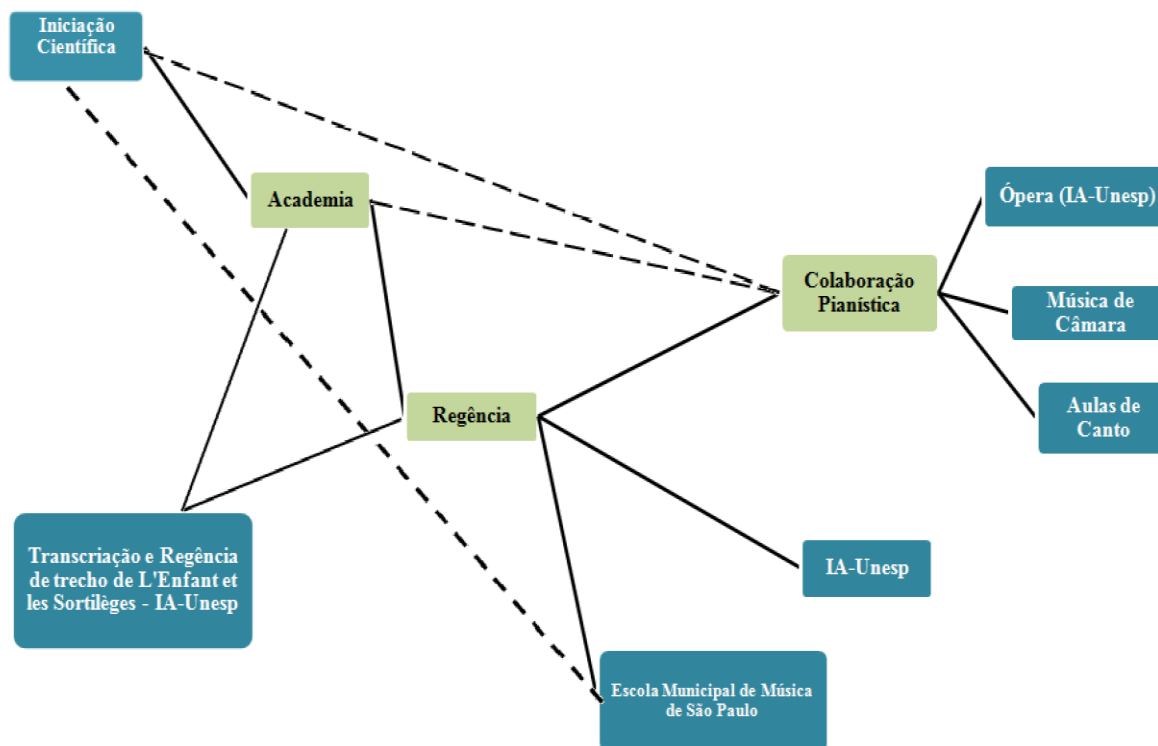 Iniciação
Científica
Academia
Ópera (IA-Unesp)
Colaboração
Pianística
Música de
Câmara
Aulas de
Canto
Regência
Transcriação e Regência
de trecho de L'Enfant et
les Sortilèges - IA-Unesp
IA-Unesp
Escola Municipal de Música
de São Paulo